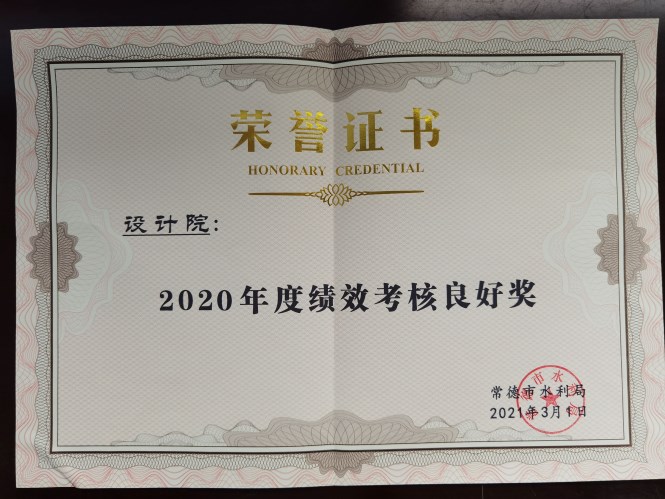 荣誉证书
HONORARY CREDENTIAL
设计院：
2020年度绩效考核良好奖
常德市水利局
2021年3月1日